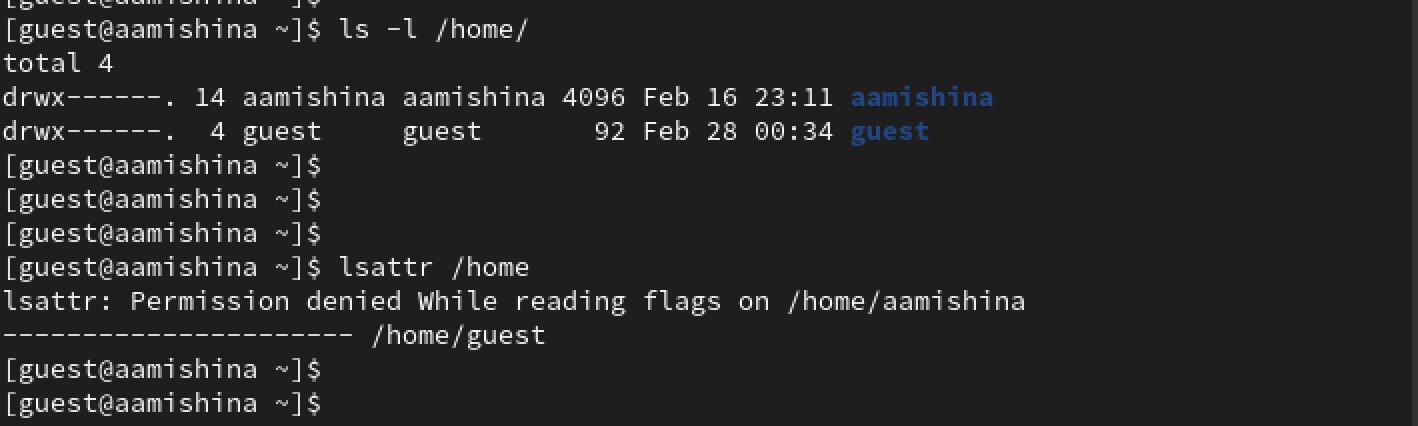 [guest@aamishina ~]$
[guest@aamishina ~]$ ls -l /home/
total 4
drwx------. 14 aamishina aamishina 4096 Feb 16 23:11 aamishina
drwx------.  4 guest     guest       92 Feb 28 00:34 guest
[guest@aamishina ~]$
[guest@aamishina ~]$
[guest@aamishina ~]$
[guest@aamishina ~]$ lsattr /home
lsattr: Permission denied While reading flags on /home/aamishina
---------------------- /home/guest
[guest@aamishina ~]$
[guest@aamishina ~]$